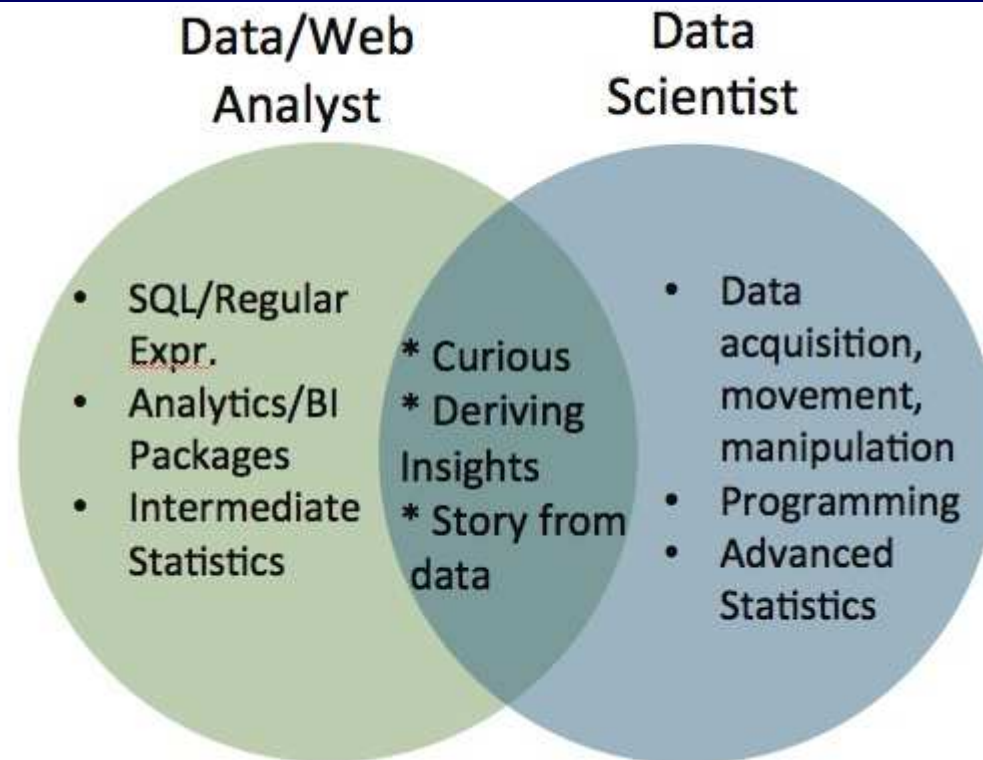 Data/Web
Analyst
Data
Scientist
• SQL/Regular
Expr.
• Analytics/BI
Packages
• Intermediate
Statistics
* Curious
* Deriving
Insights
* Story from
data
• Data
acquisition,
movement,
manipulation
• Programming
• Advanced
Statistics